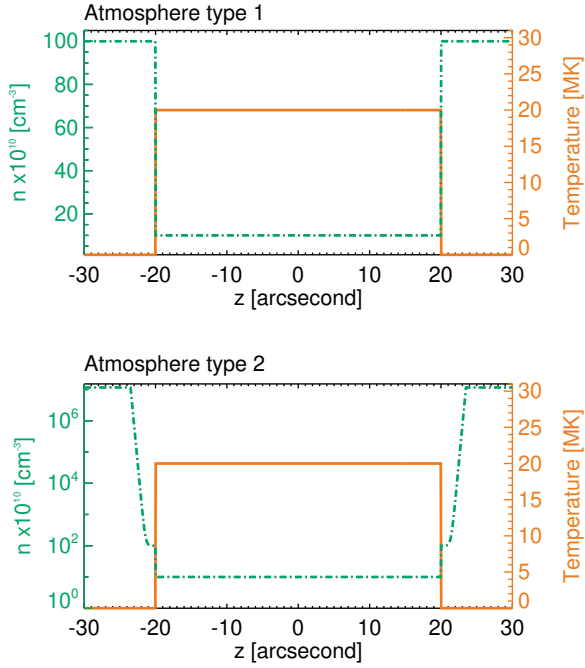 Atmosphere type 1
100
80
60
40
20
n x10¹⁰ [cm⁻³]
30
25
20
15
10
5
0
Temperature [MK]
-30 -20 -10 0 10 20 30
z [arcsecond]
Atmosphere type 2
10⁶
10⁴
10²
10⁰
n x10¹⁰ [cm⁻³]
30
25
20
15
10
5
0
Temperature [MK]
-30 -20 -10 0 10 20 30
z [arcsecond]